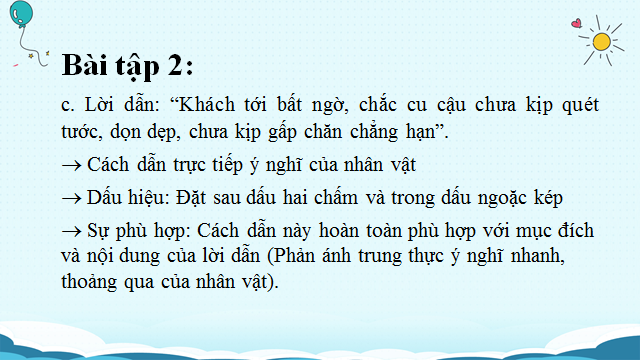 Bài tập 2:
c. Lời dẫn: “Khách tới bất ngờ, chắc cu cậu chưa kịp quét
tước, dọn dẹp, chưa kịp gấp chăn chẳng hạn”.
→ Cách dẫn trực tiếp ý nghĩ của nhân vật
→ Dấu hiệu: Đặt sau dấu hai chấm và trong dấu ngoặc kép
→ Sự phù hợp: Cách dẫn này hoàn toàn phù hợp với mục đích
và nội dung của lời dẫn (Phản ánh trung thực ý nghĩ nhanh,
thoảng qua của nhân vật).